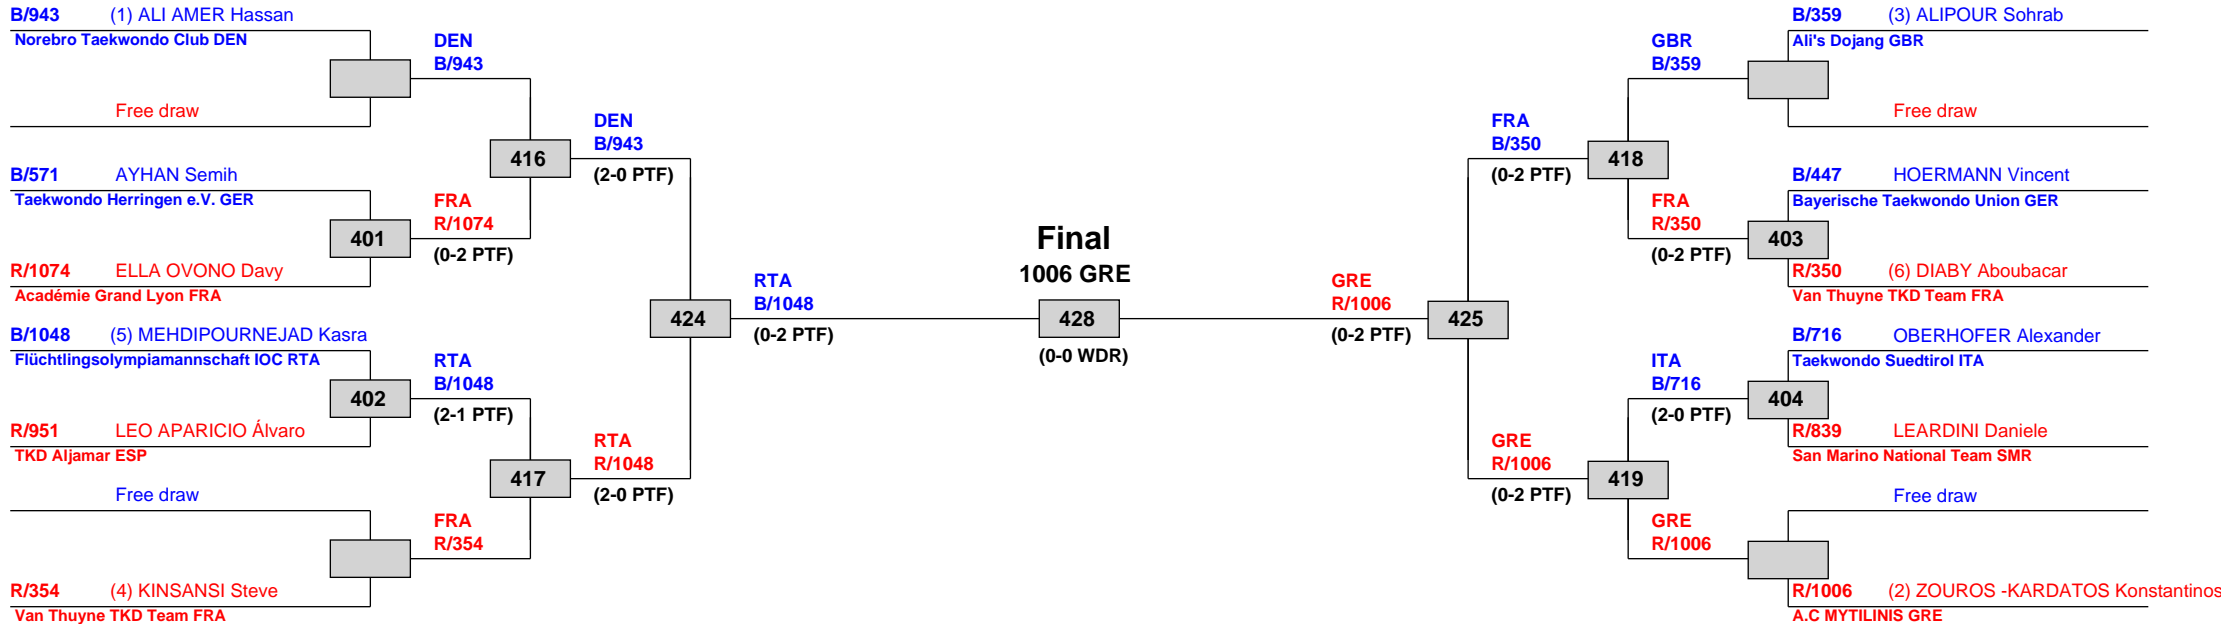 B/943 (1) ALI AMER Hassan
Norebro Taekwondo Club DEN
Free draw
B/571 AYHAN Semih
Taekwondo Herringen e.V. GER
R/1074 ELLA OVONO Davy
Académie Grand Lyon FRA
B/1048 (5) MEHDIPOURNEJAD Kasra
Flüchtlingsolympiamannschaft IOC RTA
R/951 LEO APARICIO Álvaro
TKD Aljamar ESP
Free draw
R/354 (4) KINSANSI Steve
Van Thuyne TKD Team FRA
401
402
DEN
B/943
FRA
R/1074
(0-2 PTF)
RTA
B/1048
(2-1 PTF)
FRA
R/354
416
417
DEN
B/943
(2-0 PTF)
RTA
R/1048
(2-0 PTF)
424
RTA
B/1048
(0-2 PTF)
Final
1006 GRE
428
(0-0 WDR)
GRE
R/1006
(0-2 PTF)
425
FRA
B/350
(0-2 PTF)
GRE
R/1006
(0-2 PTF)
418
419
GBR
B/359
FRA
R/350
(0-2 PTF)
ITA
B/716
(2-0 PTF)
GRE
R/1006
403
404
B/359 (3) ALIPOUR Sohrab
Ali's Dojang GBR
Free draw
B/447 HOERMANN Vincent
Bayerische Taekwondo Union GER
R/350 (6) DIABY Aboubacar
Van Thuyne TKD Team FRA
B/716 OBERHOFER Alexander
Taekwondo Suedtirol ITA
R/839 LEARDINI Daniele
San Marino National Team SMR
Free draw
R/1006 (2) ZOUROS -KARDATOS Konstantinos
A.C MYTILINIS GRE